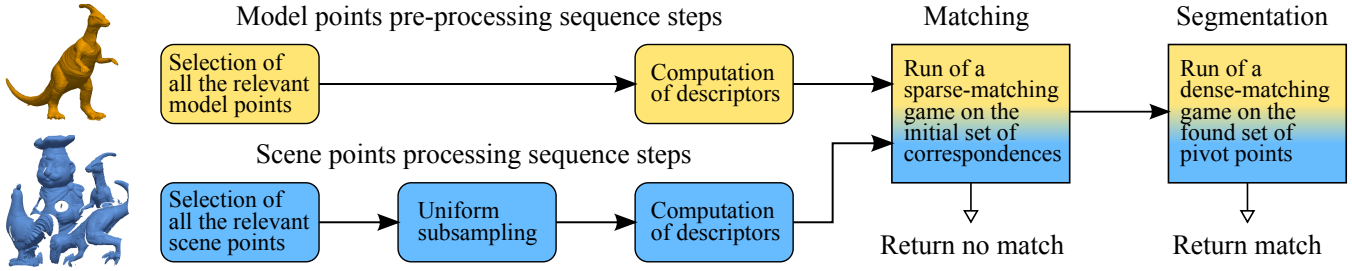 Model points pre-processing sequence steps
Matching
Segmentation
Selection of
all the relevant
model points
Computation
of descriptors
Run of a
sparse-matching
game on the
initial set of
correspondences
Run of a
dense-matching
game on the
found set of
pivot points
Scene points processing sequence steps
Selection of
all the relevant
scene points
Uniform
subsampling
Computation
of descriptors
Return no match
Return match